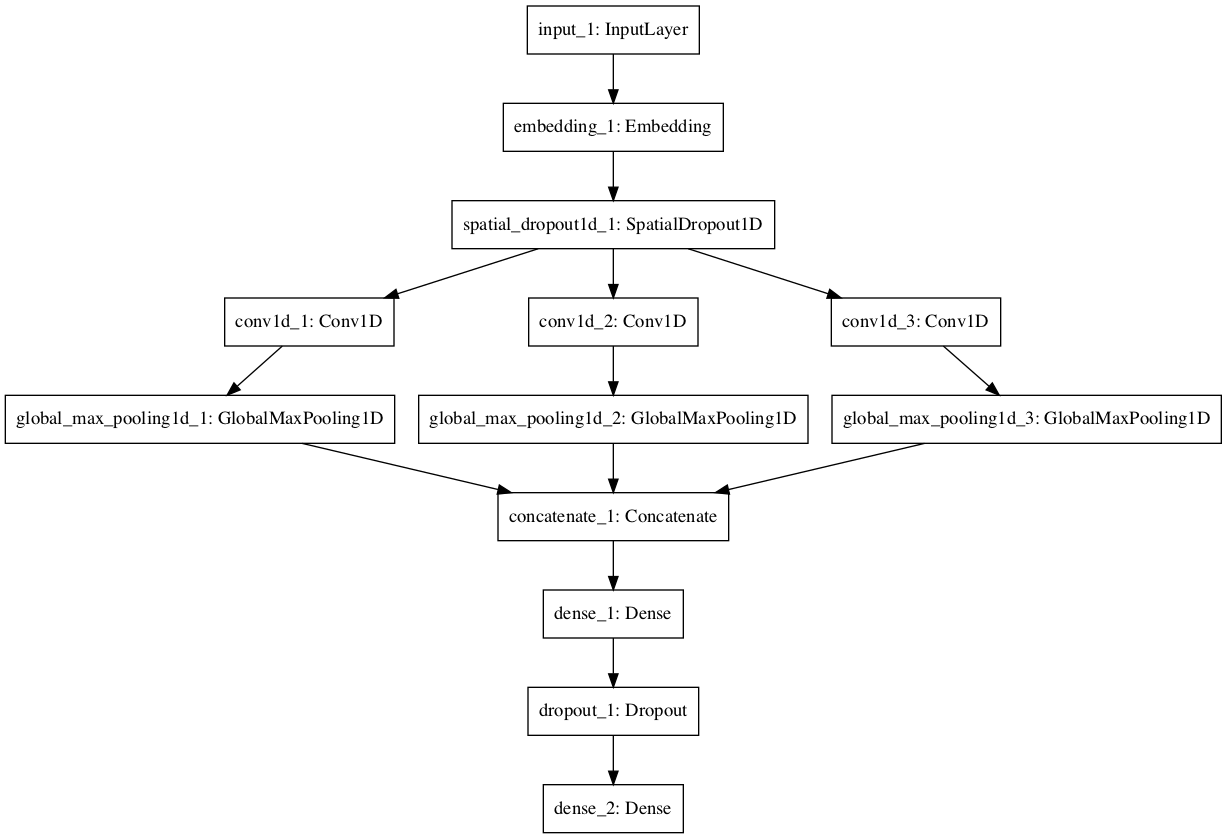 input_1: InputLayer
embedding_1: Embedding
spatial_dropout1d_1: SpatialDropout1D
conv1d_1: Conv1D
conv1d_2: Conv1D
conv1d_3: Conv1D
global_max_pooling1d_1: GlobalMaxPooling1D
global_max_pooling1d_2: GlobalMaxPooling1D
global_max_pooling1d_3: GlobalMaxPooling1D
concatenate_1: Concatenate
dense_1: Dense
dropout_1: Dropout
dense_2: Dense